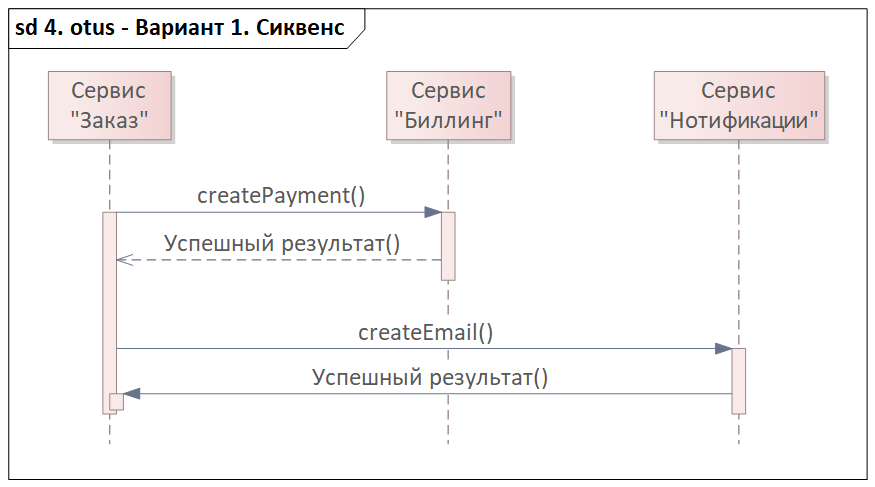 sd 4. otus - Вариант 1. Сиквенс
Сервис
"Заказ"
Сервис
"Биллинг"
Сервис
"Нотификации"
createPayment()
Успешный результат()
createEmail()
Успешный результат()